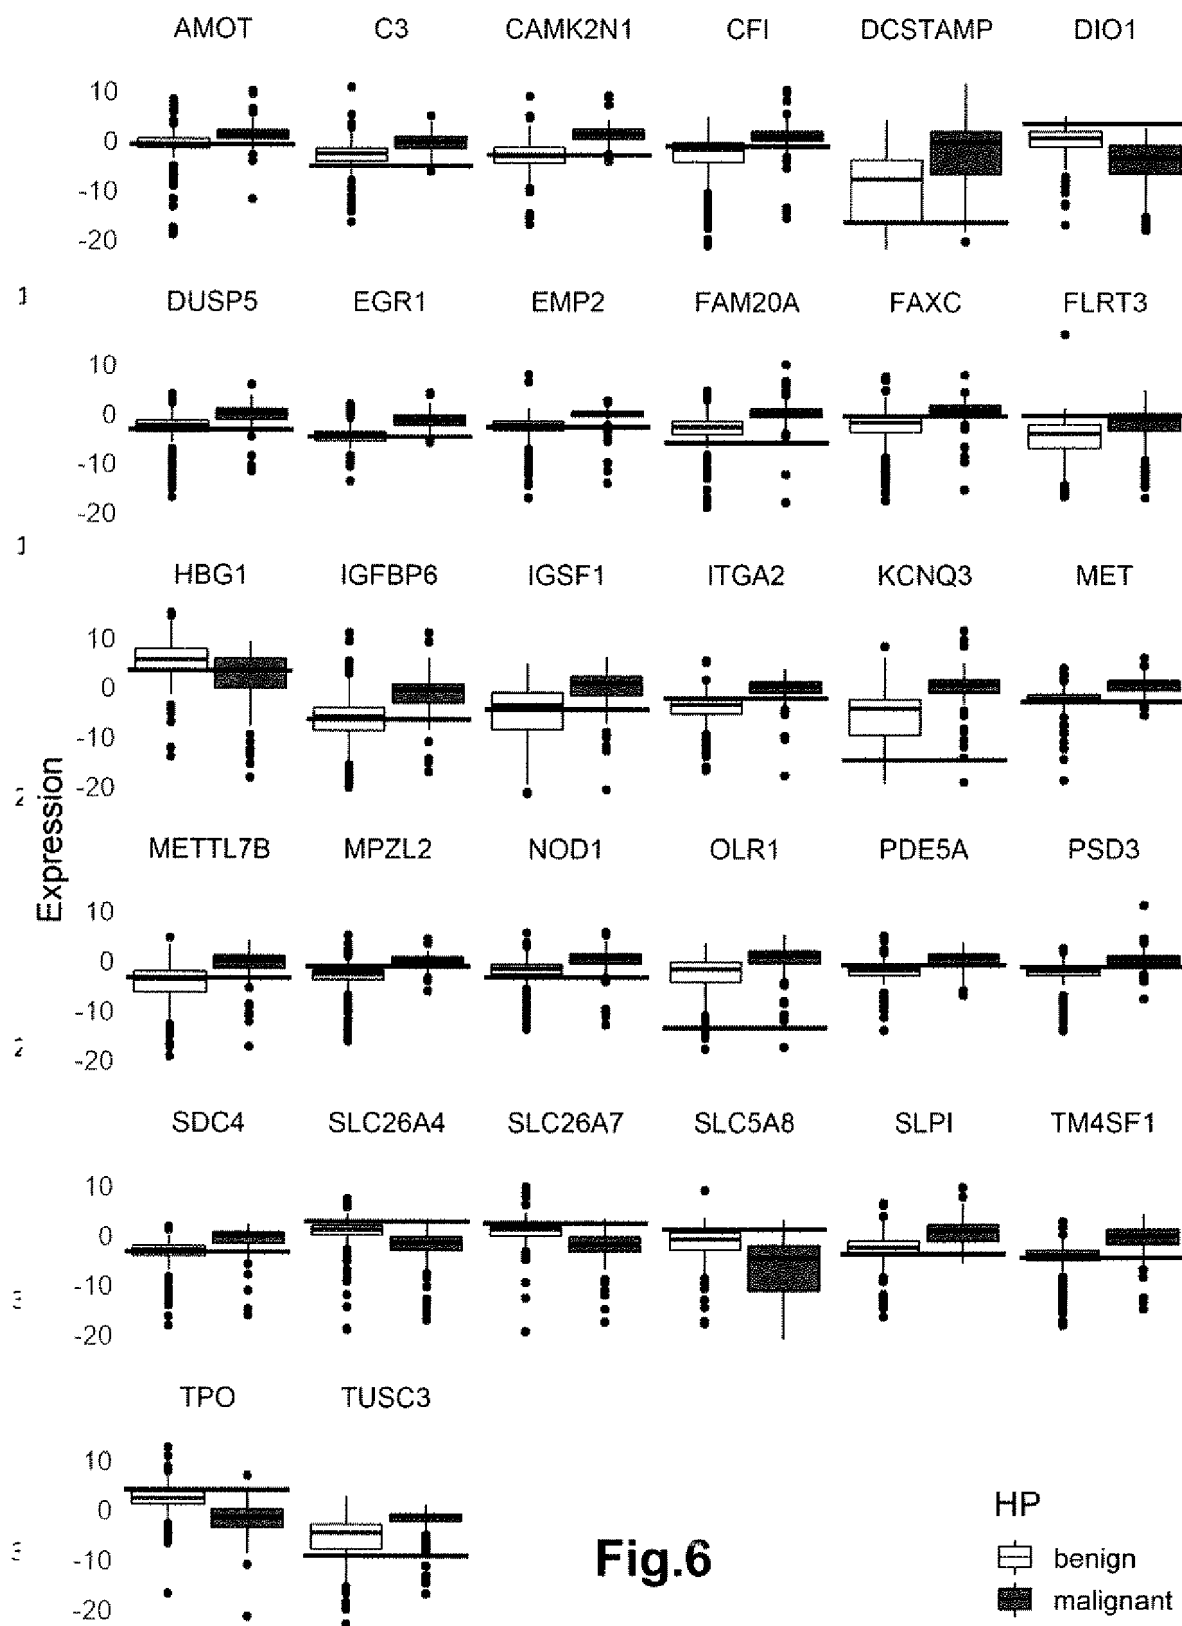 AMOT C3 CAMK2N1 CFI DCSTAMP DIO1
10
0
-10
-20
DUSP5 EGR1 EMP2 FAM20A FAXC FLRT3
10
0
-10
-20
HBG1 IGFBP6 IGSF1 ITGA2 KCNQ3 MET
10
0
-10
-20
Expression
METTL7B MPZL2 NOD1 OLR1 PDE5A PSD3
10
0
-10
-20
SDC4 SLC26A4 SLC26A7 SLC5A8 SLPI TM4SF1
10
0
-10
-20
TPO TUSC3
10
0
-10
-20
Fig.6
HP
benign
malignant